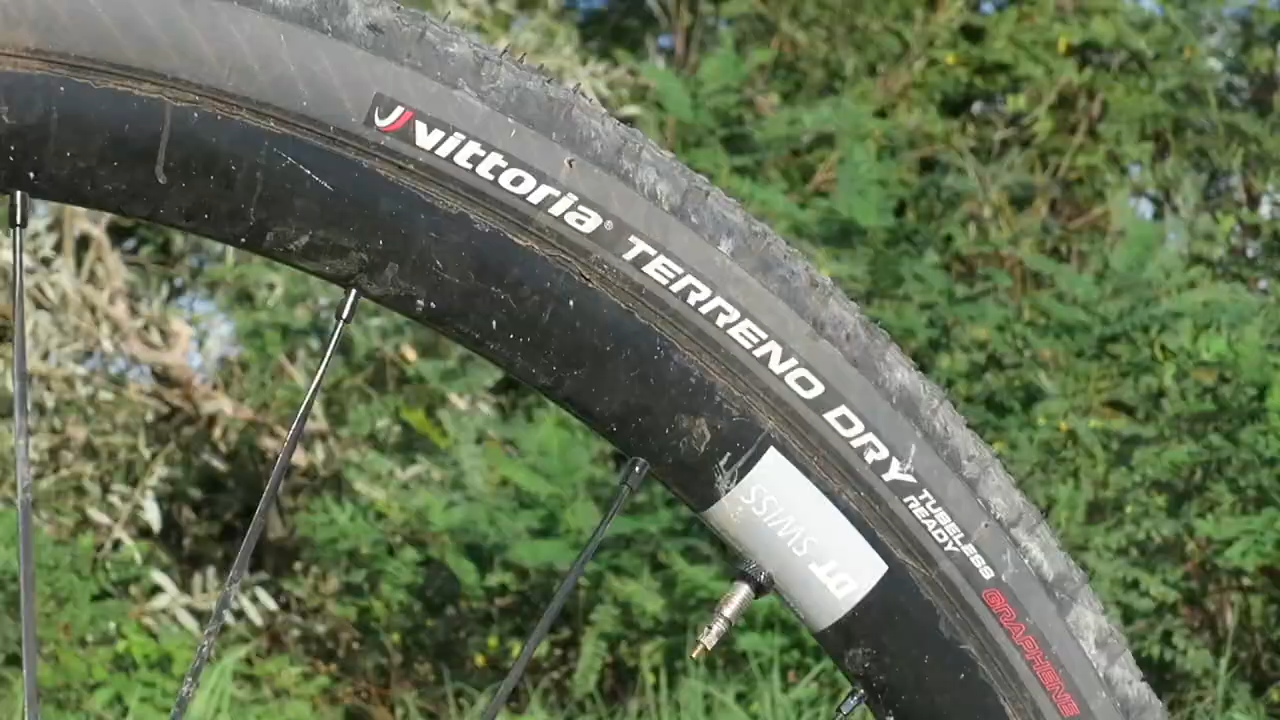 vittoria® TERRENO DRY
TUBELESS
READY
GRAPHENE
DT SWISS